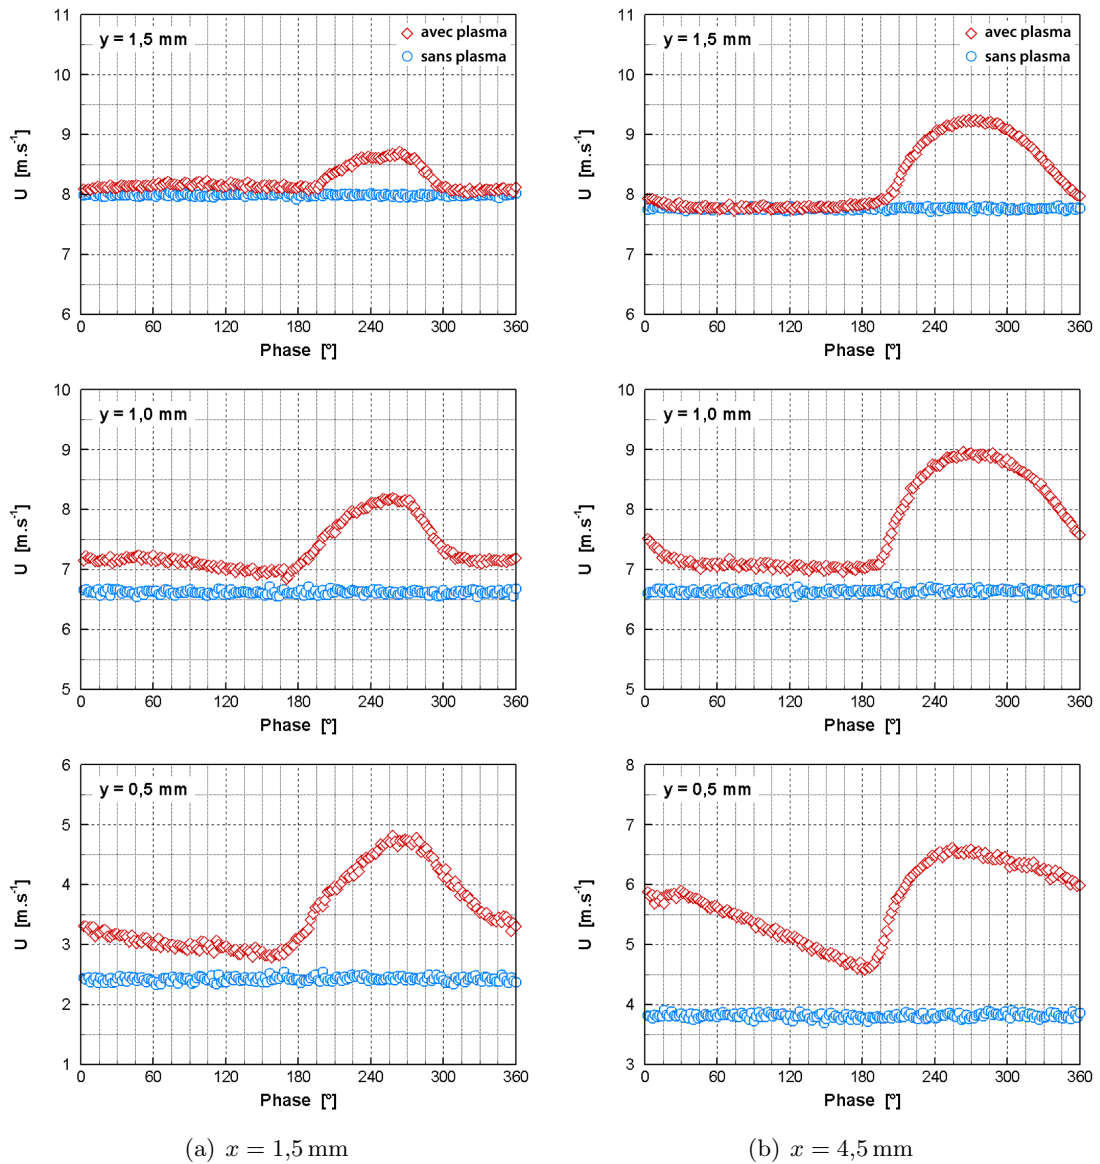 11
10
9
8
7
6
U [m.s⁻¹]
y = 1,5 mm
avec plasma
sans plasma
0 60 120 180 240 300 360
Phase [º]
11
10
9
8
7
6
U [m.s⁻¹]
y = 1,5 mm
avec plasma
sans plasma
0 60 120 180 240 300 360
Phase [º]
10
9
8
7
6
5
U [m.s⁻¹]
y = 1,0 mm
0 60 120 180 240 300 360
Phase [º]
10
9
8
7
6
5
U [m.s⁻¹]
y = 1,0 mm
0 60 120 180 240 300 360
Phase [º]
6
5
4
3
2
1
U [m.s⁻¹]
y = 0,5 mm
0 60 120 180 240 300 360
Phase [º]
8
7
6
5
4
3
U [m.s⁻¹]
y = 0,5 mm
0 60 120 180 240 300 360
Phase [º]
(a) x = 1,5 mm
(b) x = 4,5 mm